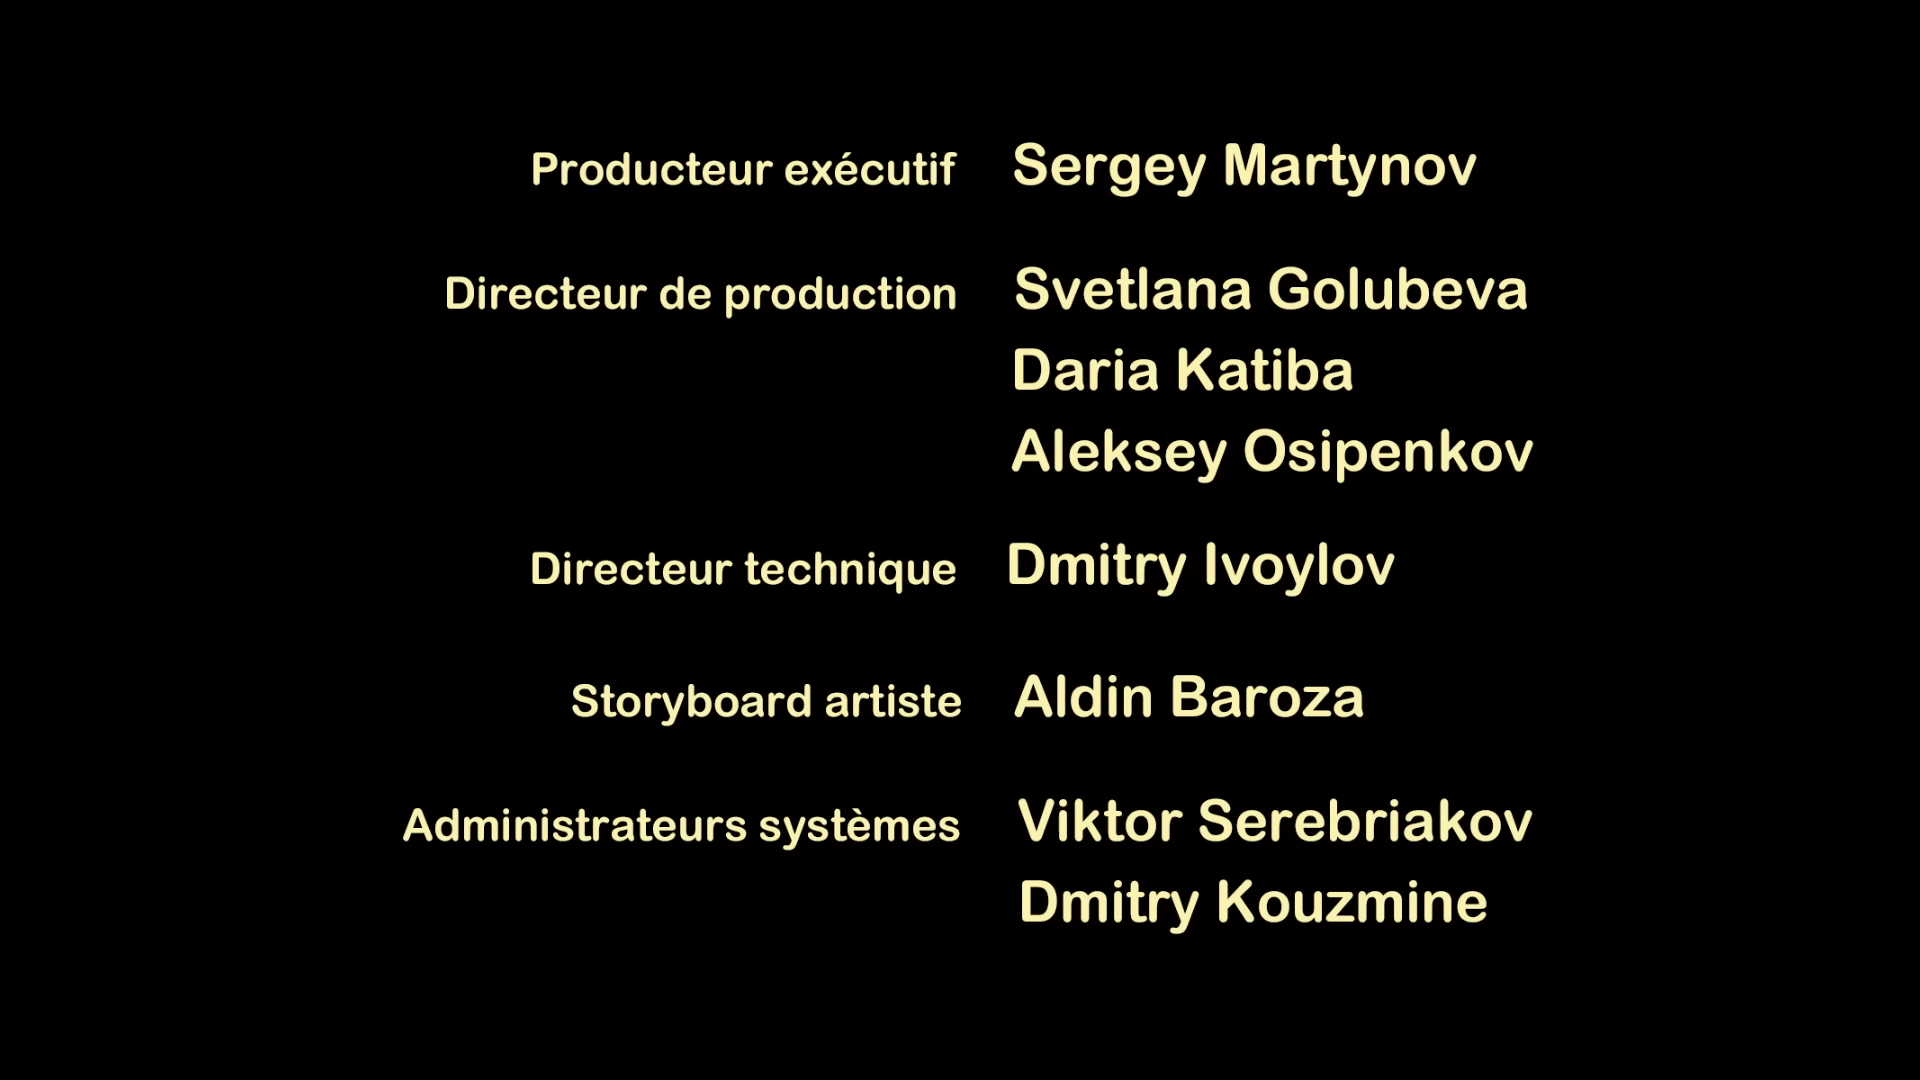 Producteur exécutif Sergey Martynov
Directeur de production Svetlana Golubeva
Daria Katiba
Aleksey Osipenkov
Directeur technique Dmitry Ivoylov
Storyboard artiste Aldin Baroza
Administrateurs systèmes Viktor Serebriakov
Dmitry Kouzmine